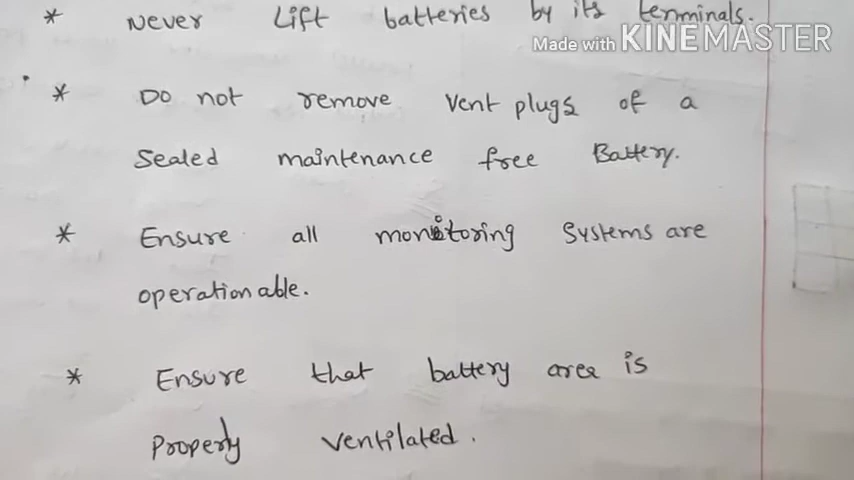 * Never Lift batteries by its terminals.
Made with KINEMASTER
* Do not remove vent plugs of a
Sealed maintenance free Battery.
* Ensure all monitoring Systems are
operationable.
* Ensure that battery area is
Properly ventilated.